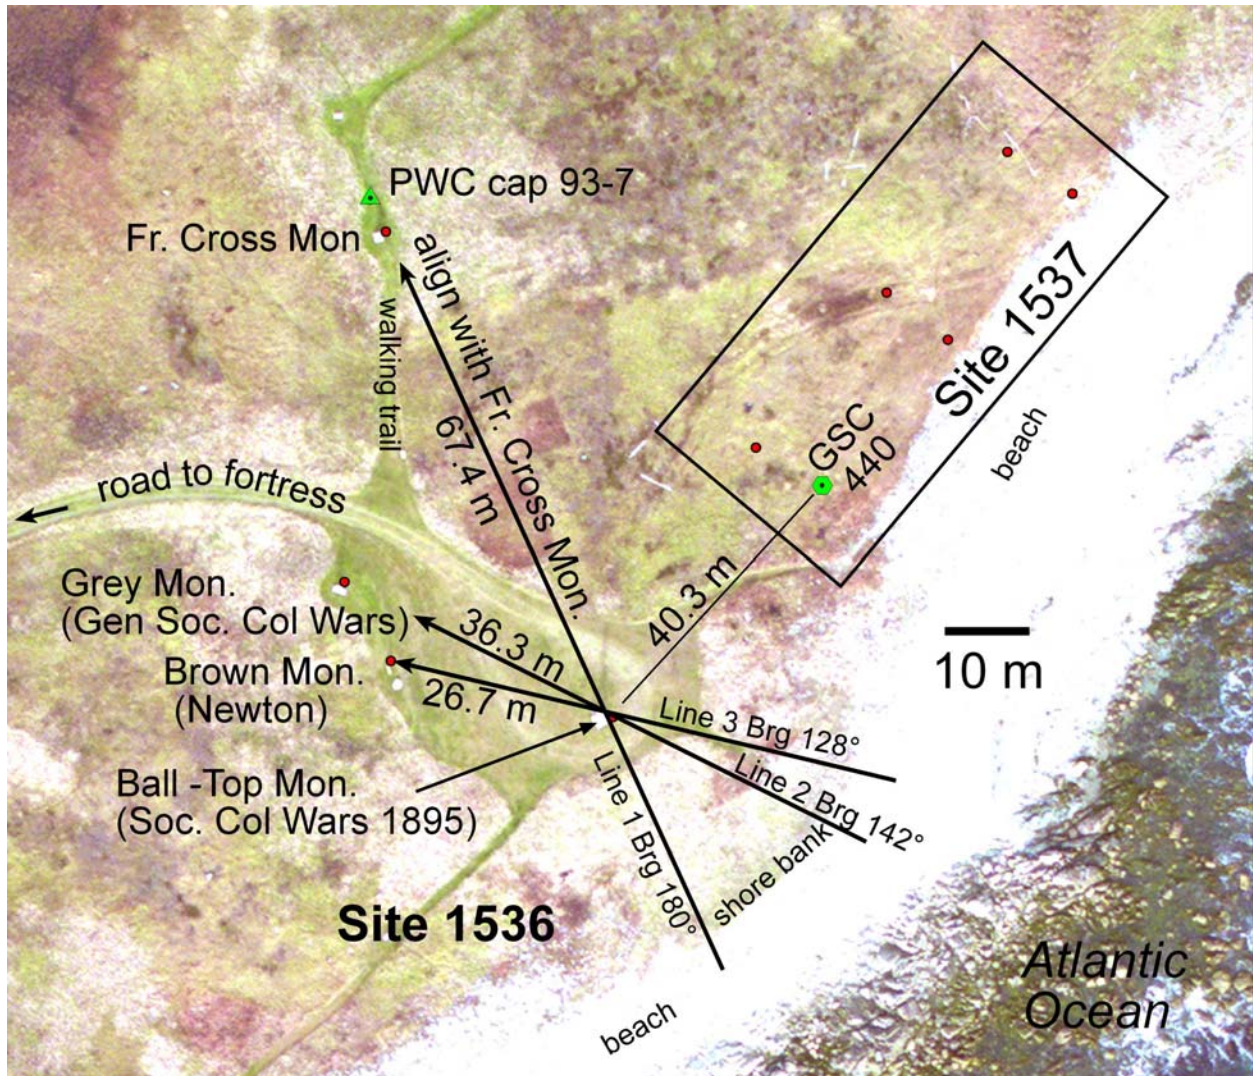 PWC cap 93-7
Fr. Cross Mon
align with Fr. Cross Mon.
67.4 m
walking trail
road to fortress
Site 1537
beach
GSC
440
40.3 m
10 m
Grey Mon.
(Gen Soc. Col Wars)
36.3 m
Brown Mon.
(Newton)
26.7 m
Line 3 Brg 128°
Line 2 Brg 142°
Line 1 Brg 180°
Ball -Top Mon.
(Soc. Col Wars 1895)
shore bank
Site 1536
beach
Atlantic
Ocean